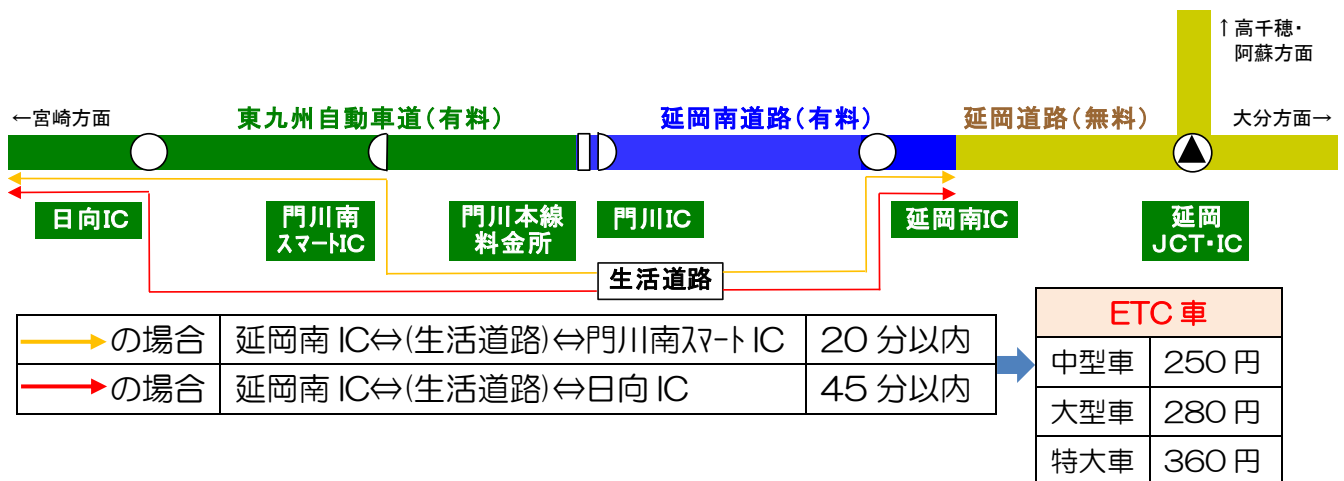 ↑高千穂・
阿蘇方面
←宮崎方面
東九州自動車道(有料)
延岡南道路(有料)
延岡道路(無料)
大分方面→
日向IC
門川南
スマートIC
門川本線
料金所
門川IC
延岡南IC
延岡
JCT・IC
生活道路
の場合 延岡南IC⇔(生活道路)⇔門川南スマートIC 20分以内
の場合 延岡南IC⇔(生活道路)⇔日向IC 45分以内
ETC車
中型車 250円
大型車 280円
特大車 360円